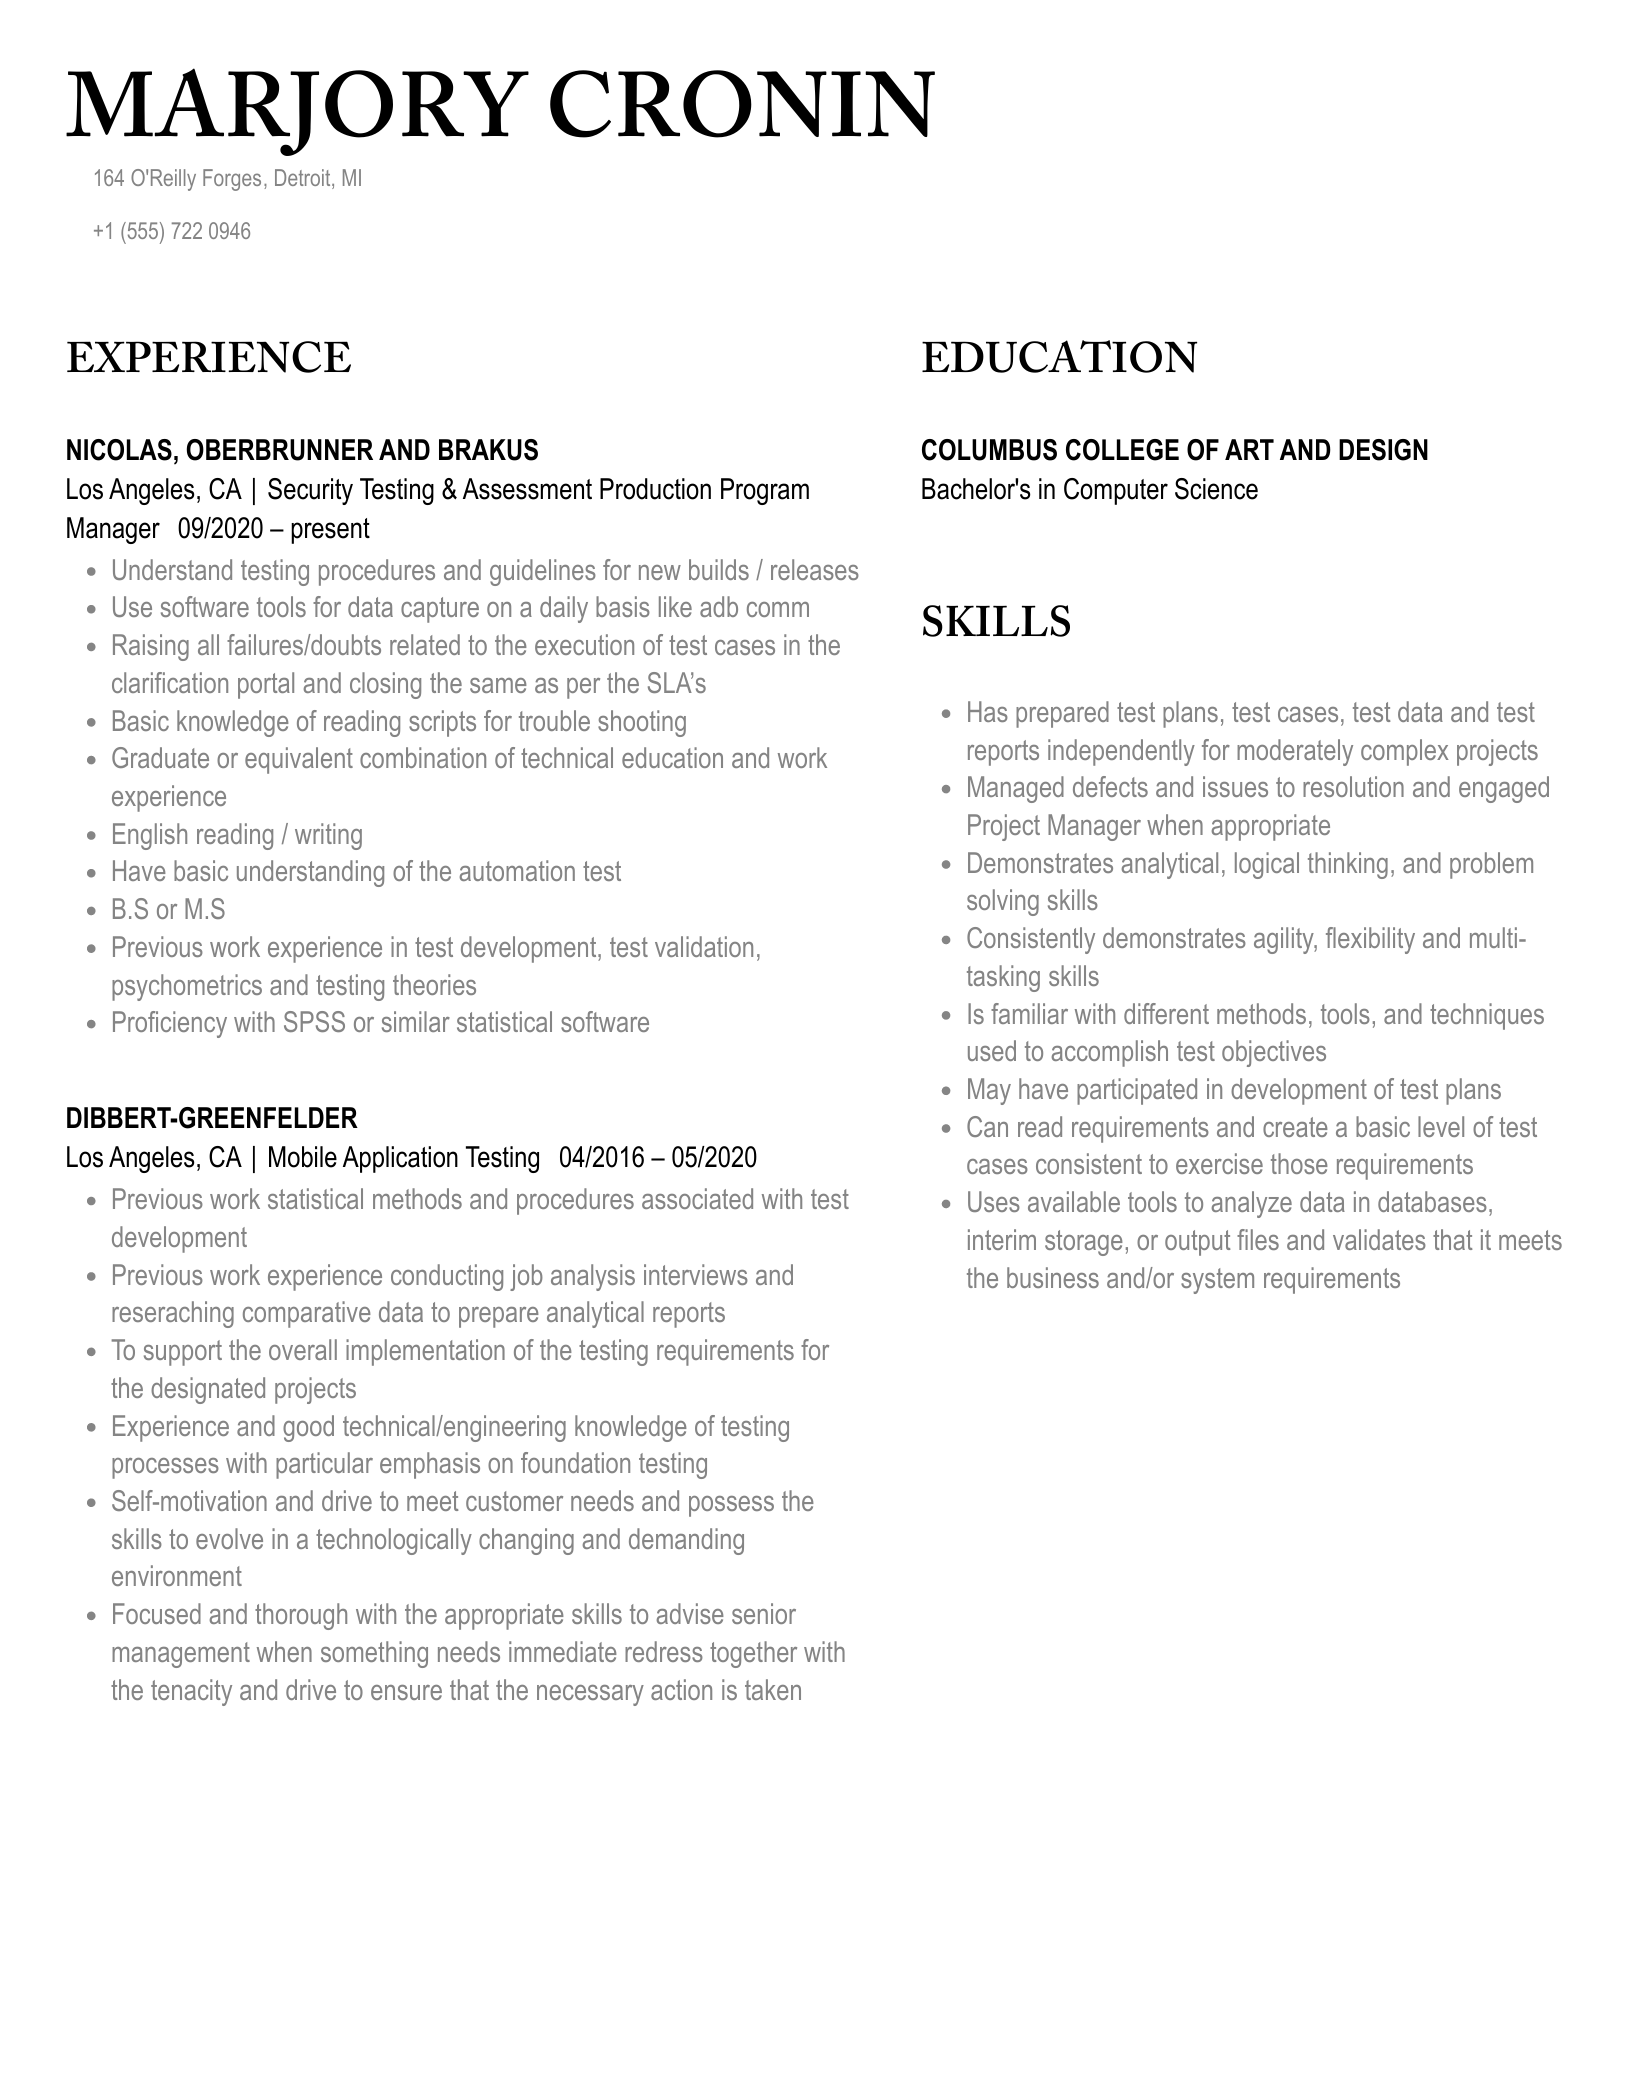 MARJORY CRONIN
164 O'Reilly Forges, Detroit, MI
+1 (555) 722 0946
EXPERIENCE
NICOLAS, OBERBRUNNER AND BRAKUS
Los Angeles, CA | Security Testing & Assessment Production Program
Manager 09/2020 – present
• Understand testing procedures and guidelines for new builds / releases
• Use software tools for data capture on a daily basis like adb comm
• Raising all failures/doubts related to the execution of test cases in the
clarification portal and closing the same as per the SLA’s
• Basic knowledge of reading scripts for trouble shooting
• Graduate or equivalent combination of technical education and work
experience
• English reading / writing
• Have basic understanding of the automation test
• B.S or M.S
• Previous work experience in test development, test validation,
psychometrics and testing theories
• Proficiency with SPSS or similar statistical software
DIBBERT-GREENFELDER
Los Angeles, CA | Mobile Application Testing 04/2016 – 05/2020
• Previous work statistical methods and procedures associated with test
development
• Previous work experience conducting job analysis interviews and
reseraching comparative data to prepare analytical reports
• To support the overall implementation of the testing requirements for
the designated projects
• Experience and good technical/engineering knowledge of testing
processes with particular emphasis on foundation testing
• Self-motivation and drive to meet customer needs and possess the
skills to evolve in a technologically changing and demanding
environment
• Focused and thorough with the appropriate skills to advise senior
management when something needs immediate redress together with
the tenacity and drive to ensure that the necessary action is taken
EDUCATION
COLUMBUS COLLEGE OF ART AND DESIGN
Bachelor's in Computer Science
SKILLS
• Has prepared test plans, test cases, test data and test
reports independently for moderately complex projects
• Managed defects and issues to resolution and engaged
Project Manager when appropriate
• Demonstrates analytical, logical thinking, and problem
solving skills
• Consistently demonstrates agility, flexibility and multi-
tasking skills
• Is familiar with different methods, tools, and techniques
used to accomplish test objectives
• May have participated in development of test plans
• Can read requirements and create a basic level of test
cases consistent to exercise those requirements
• Uses available tools to analyze data in databases,
interim storage, or output files and validates that it meets
the business and/or system requirements